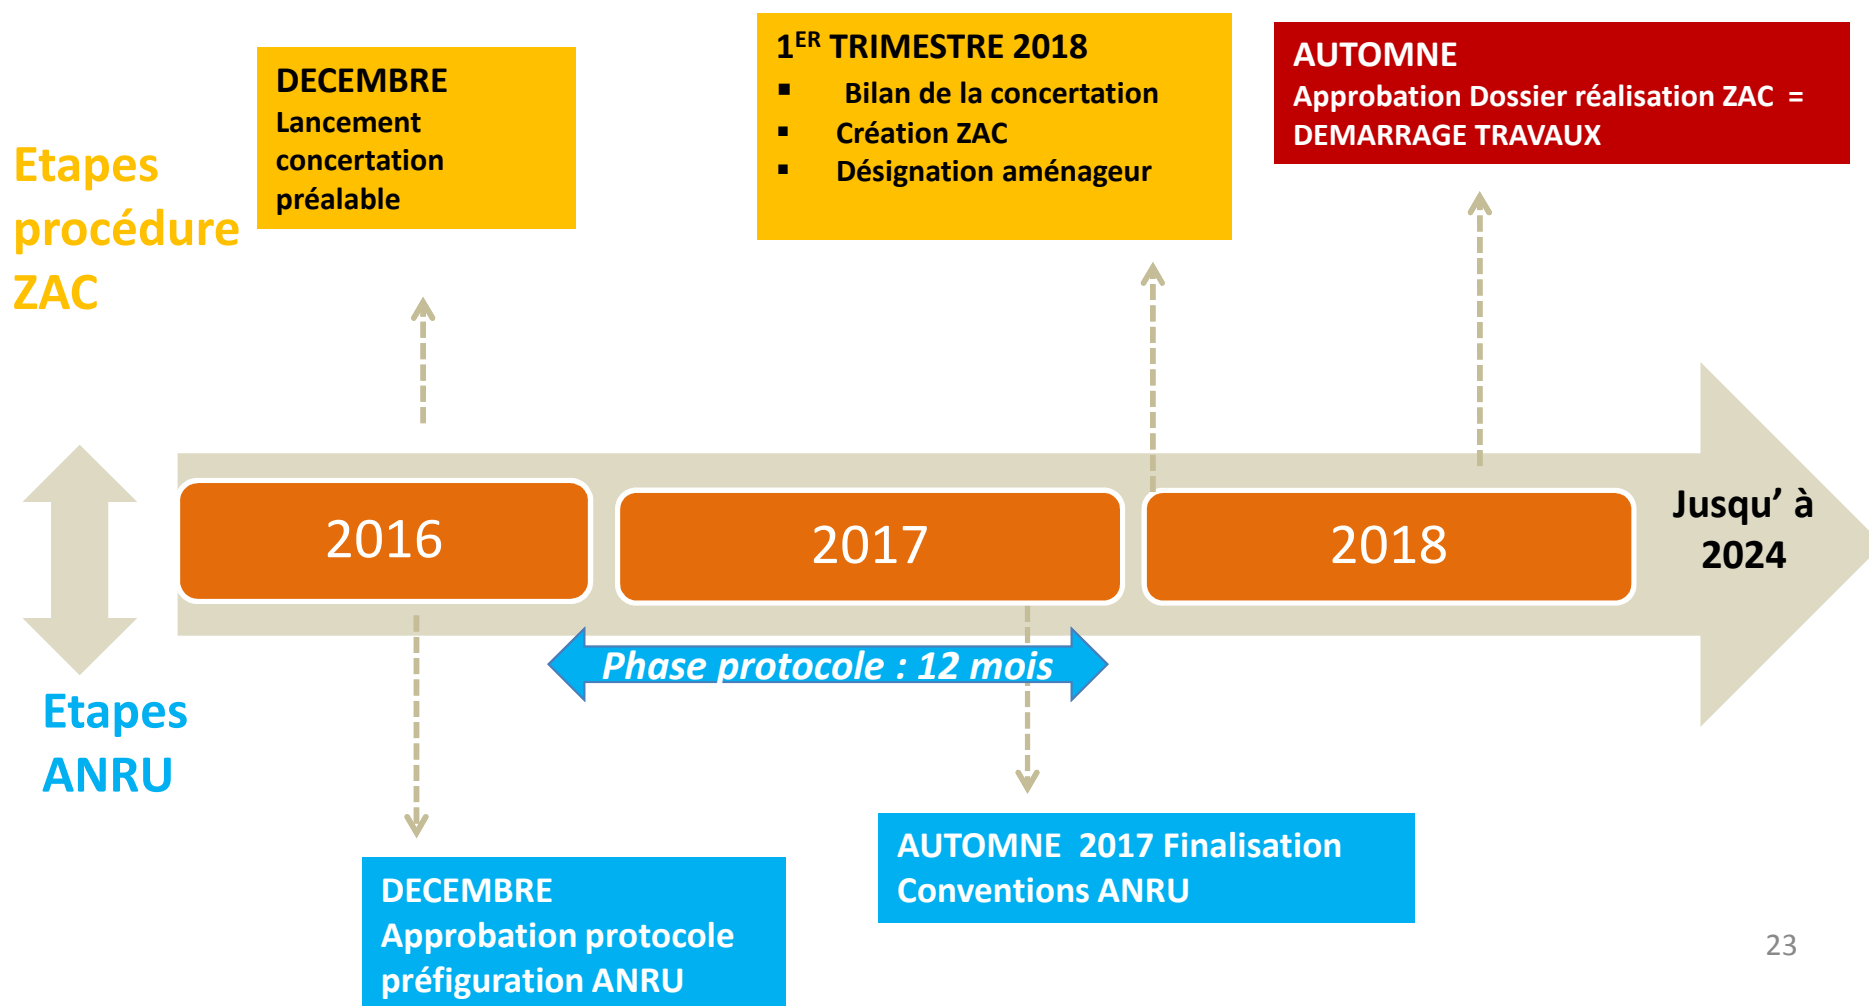 DECEMBRE
Lancement
concertation
préalable
1ER TRIMESTRE 2018
▪ Bilan de la concertation
▪ Création ZAC
▪ Désignation aménageur
AUTOMNE
Approbation Dossier réalisation ZAC =
DEMARRAGE TRAVAUX
Etapes
procédure
ZAC
2016
2017
2018
Jusqu’ à
2024
Phase protocole : 12 mois
Etapes
ANRU
DECEMBRE
Approbation protocole
préfiguration ANRU
AUTOMNE 2017 Finalisation
Conventions ANRU
23